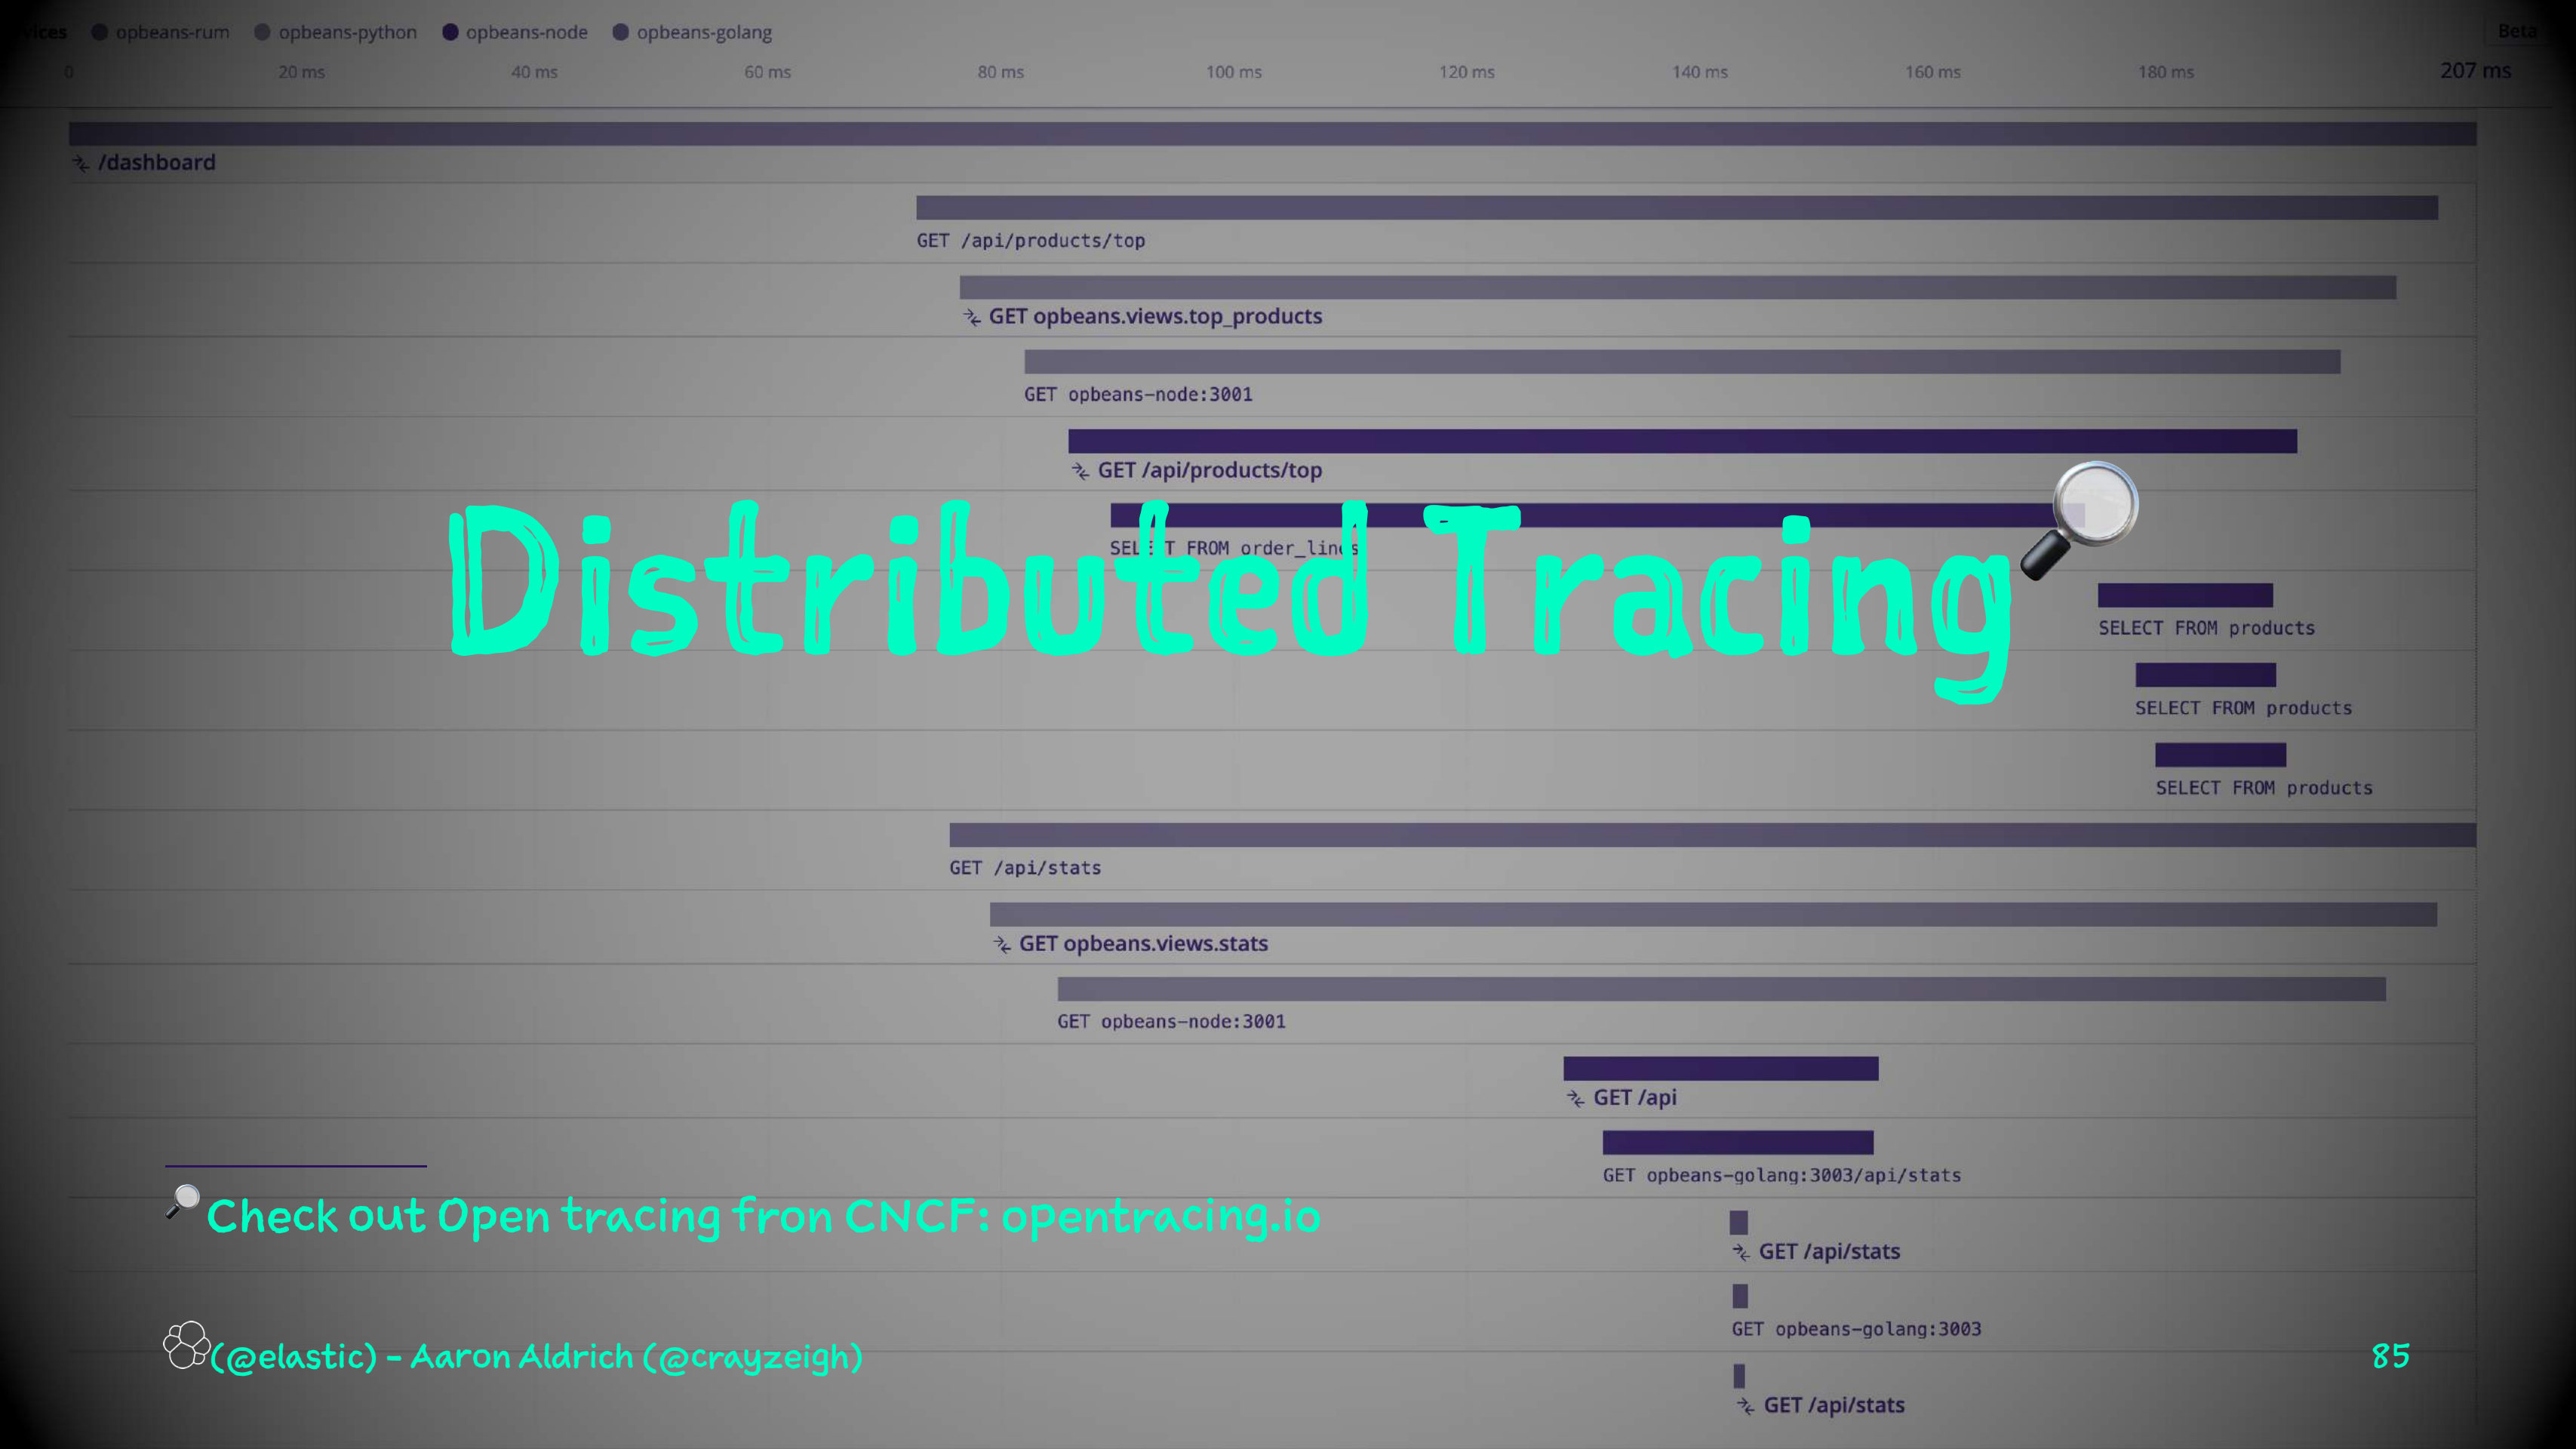 opbeans-rum opbeans-python opbeans-node opbeans-golang Beta
0 20 ms 40 ms 60 ms 80 ms 100 ms 120 ms 140 ms 160 ms 180 ms 207 ms
/dashboard
GET /api/products/top
GET opbeans.views.top_products
GET opbeans-node:3001
GET /api/products/top
SELECT FROM order_lines
Distributed Tracing
SELECT FROM products
SELECT FROM products
SELECT FROM products
GET /api/stats
GET opbeans.views.stats
GET opbeans-node:3001
GET /api
GET opbeans-golang:3003/api/stats
Check out Open tracing fron CNCF: opentracing.io
GET /api/stats
GET opbeans-golang:3003
(@elastic) - Aaron Aldrich (@crayzeigh) 85
GET /api/stats